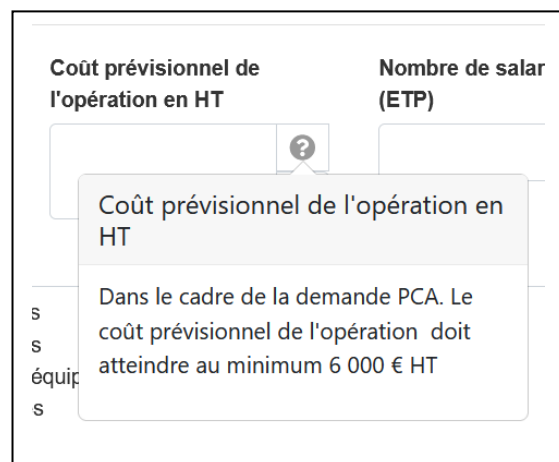 Coût prévisionnel de
l'opération en HT
Nombre de salar
(ETP)
?
Coût prévisionnel de l'opération en
HT
Dans le cadre de la demande PCA. Le
coût prévisionnel de l'opération  doit
atteindre au minimum 6 000 € HT
s
s
équip
s